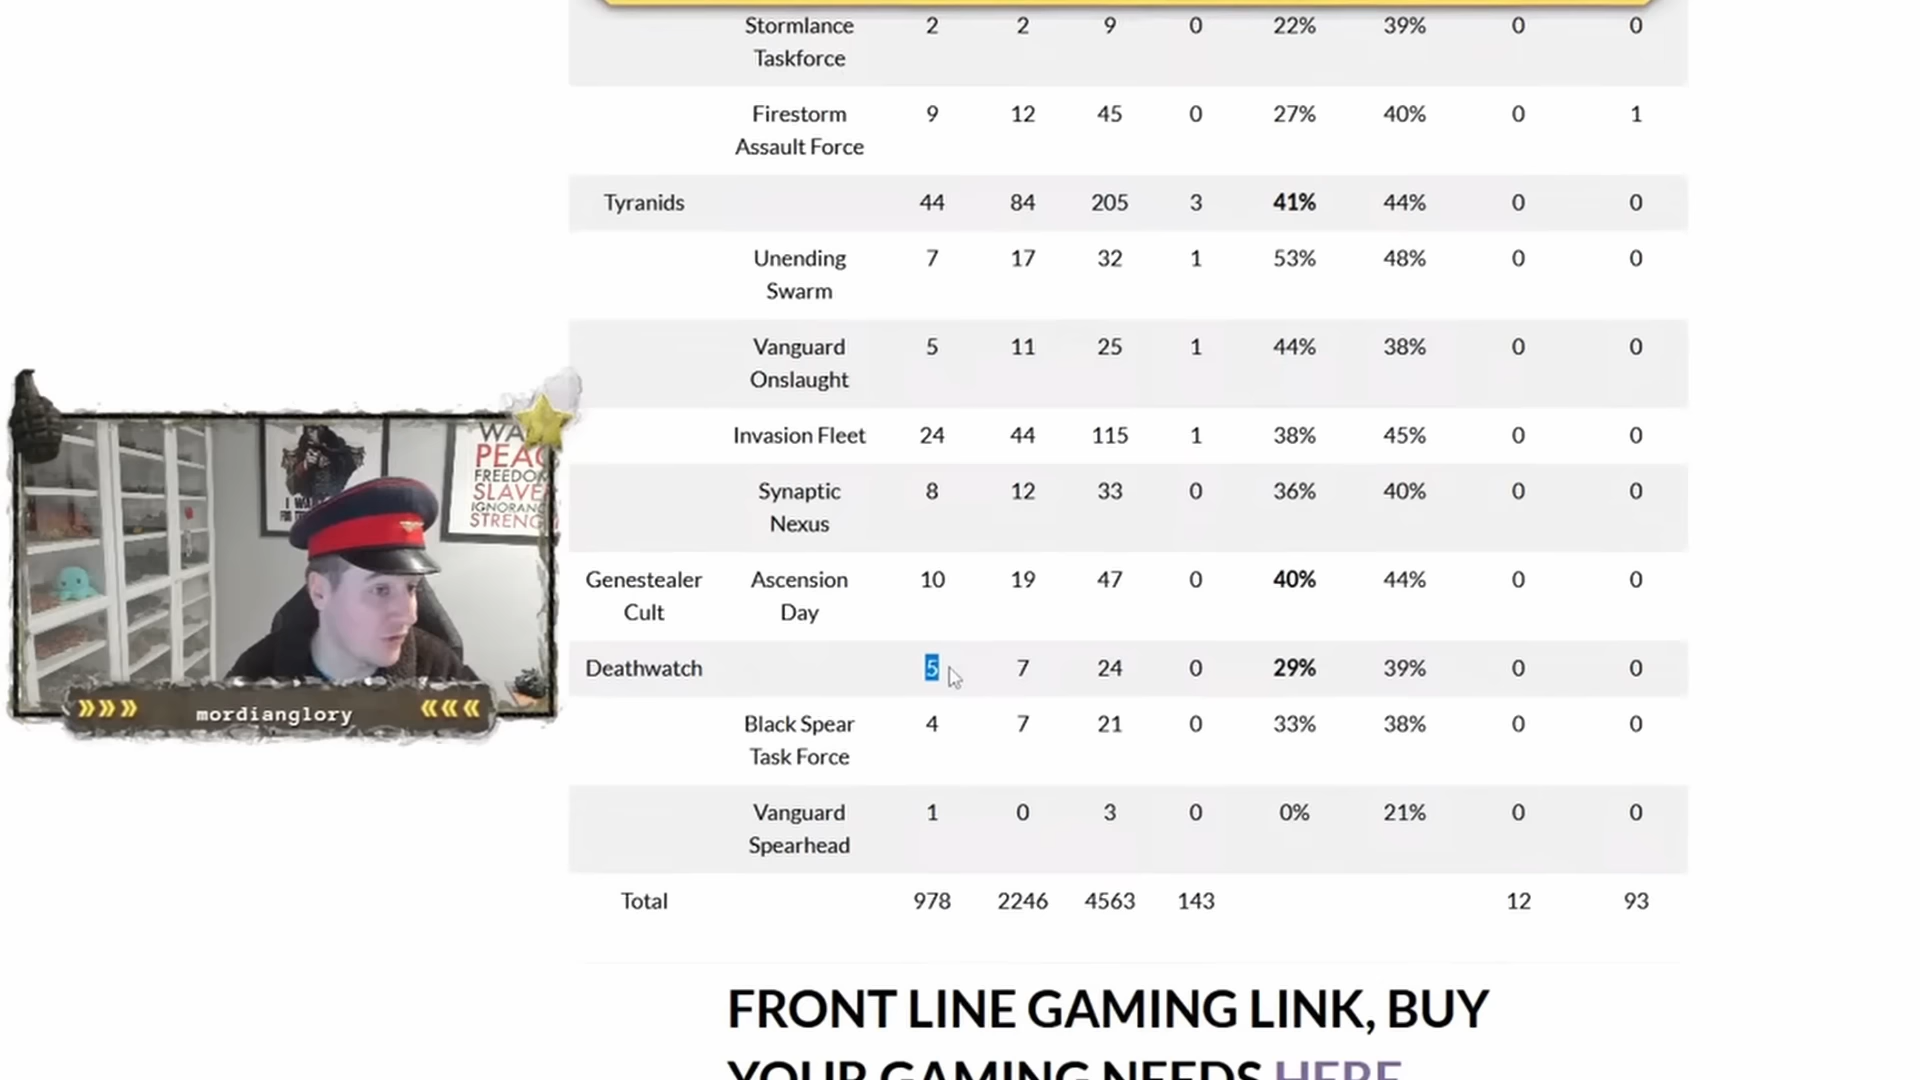 Stormlance 2 2 9 0 22% 39% 0 0
Taskforce
Firestorm 9 12 45 0 27% 40% 0 1
Assault Force
Tyranids 44 84 205 3 41% 44% 0 0
Unending 7 17 32 1 53% 48% 0 0
Swarm
Vanguard 5 11 25 1 44% 38% 0 0
Onslaught
Invasion Fleet 24 44 115 1 38% 45% 0 0
Synaptic 8 12 33 0 36% 40% 0 0
Nexus
Genestealer Ascension 10 19 47 0 40% 44% 0 0
Cult Day
Deathwatch 5 7 24 0 29% 39% 0 0
Black Spear 4 7 21 0 33% 38% 0 0
Task Force
Vanguard 1 0 3 0 0% 21% 0 0
Spearhead
Total 978 2246 4563 143 12 93
FRONT LINE GAMING LINK, BUY
YOUR GAMING NEEDS HERE
FREEDOM
mordianglory